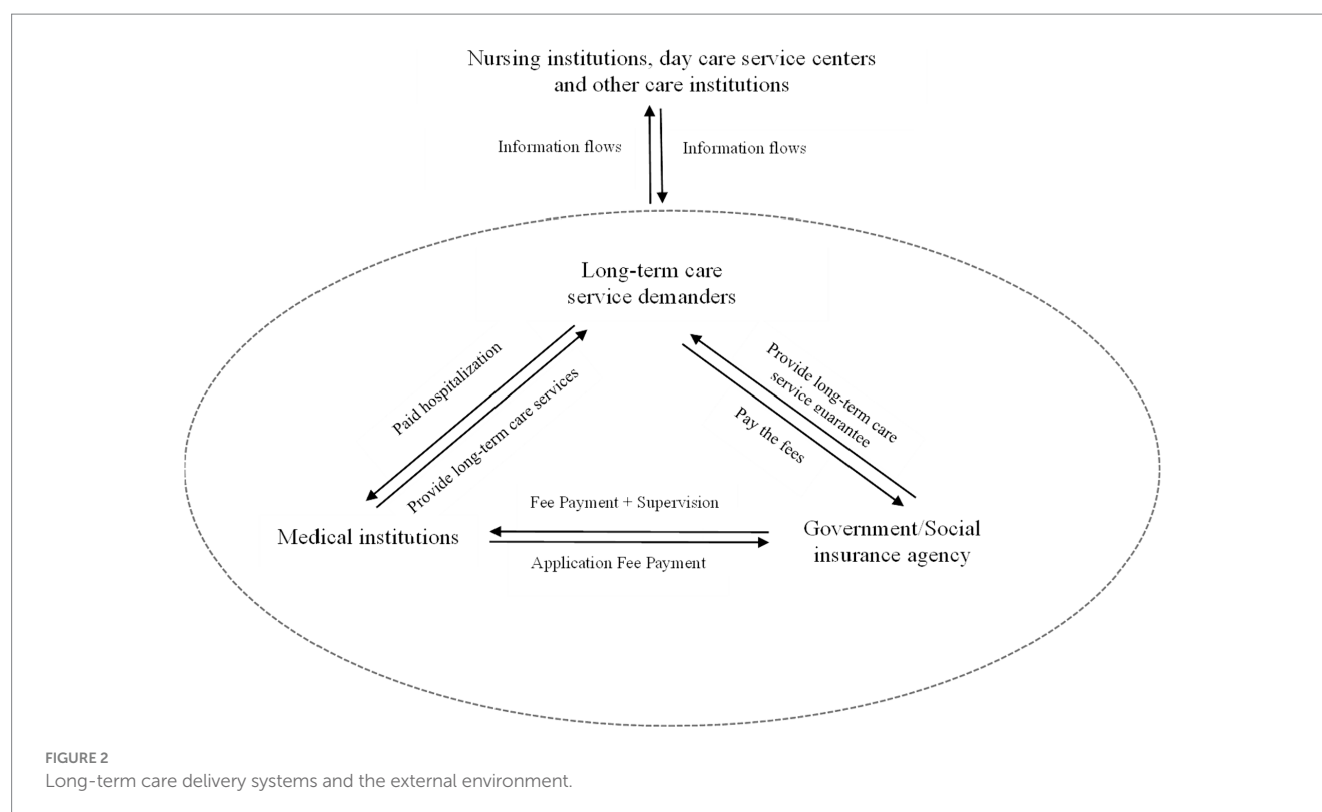 Nursing institutions, day care service centers
and other care institutions
Information flows
Information flows
Long-term care
service demanders
Paid hospitalization
Provide long-term care services
Provide long-term care
service guarantee
Pay the fees
Fee Payment + Supervision
Medical institutions
Government/Social
insurance agency
Application Fee Payment
FIGURE 2
Long-term care delivery systems and the external environment.